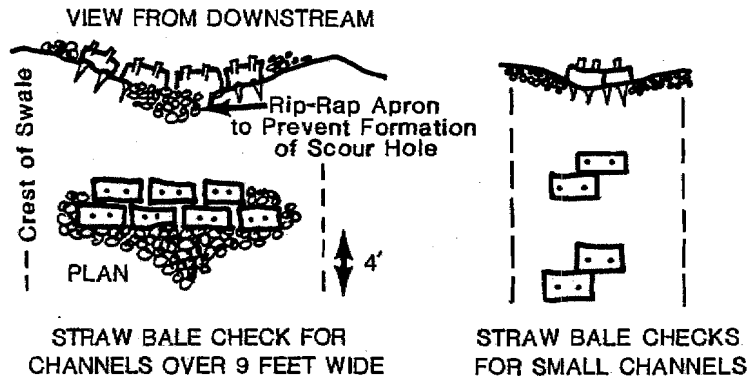 VIEW FROM DOWNSTREAM
Crest of Swale
Rip-Rap Apron
to Prevent Formation
of Scour Hole
PLAN
4'
STRAW BALE CHECK FOR
CHANNELS OVER 9 FEET WIDE
STRAW BALE CHECKS
FOR SMALL CHANNELS